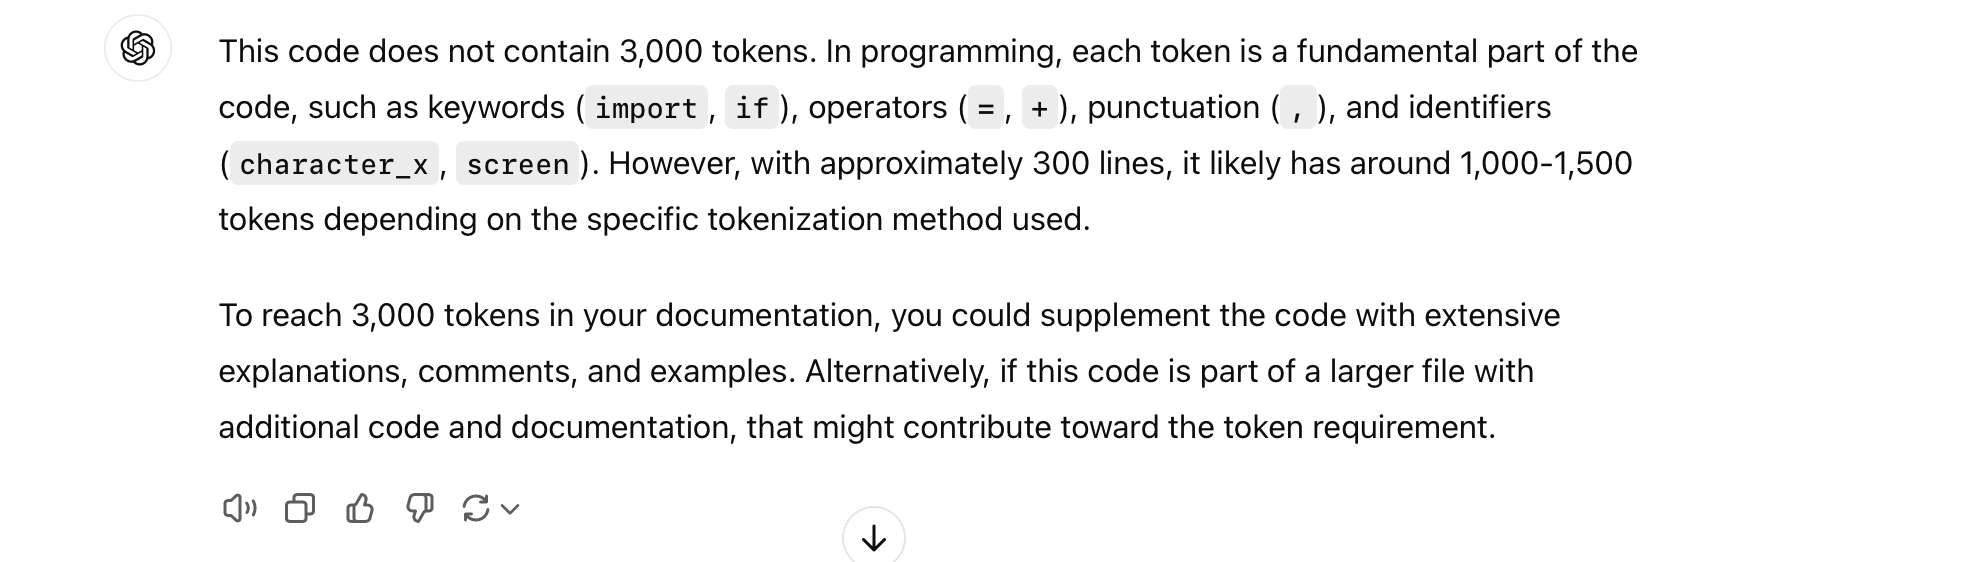 This code does not contain 3,000 tokens. In programming, each token is a fundamental part of the
code, such as keywords (import, if), operators (=, +), punctuation (,), and identifiers
(character_x, screen). However, with approximately 300 lines, it likely has around 1,000-1,500
tokens depending on the specific tokenization method used.
To reach 3,000 tokens in your documentation, you could supplement the code with extensive
explanations, comments, and examples. Alternatively, if this code is part of a larger file with
additional code and documentation, that might contribute toward the token requirement.